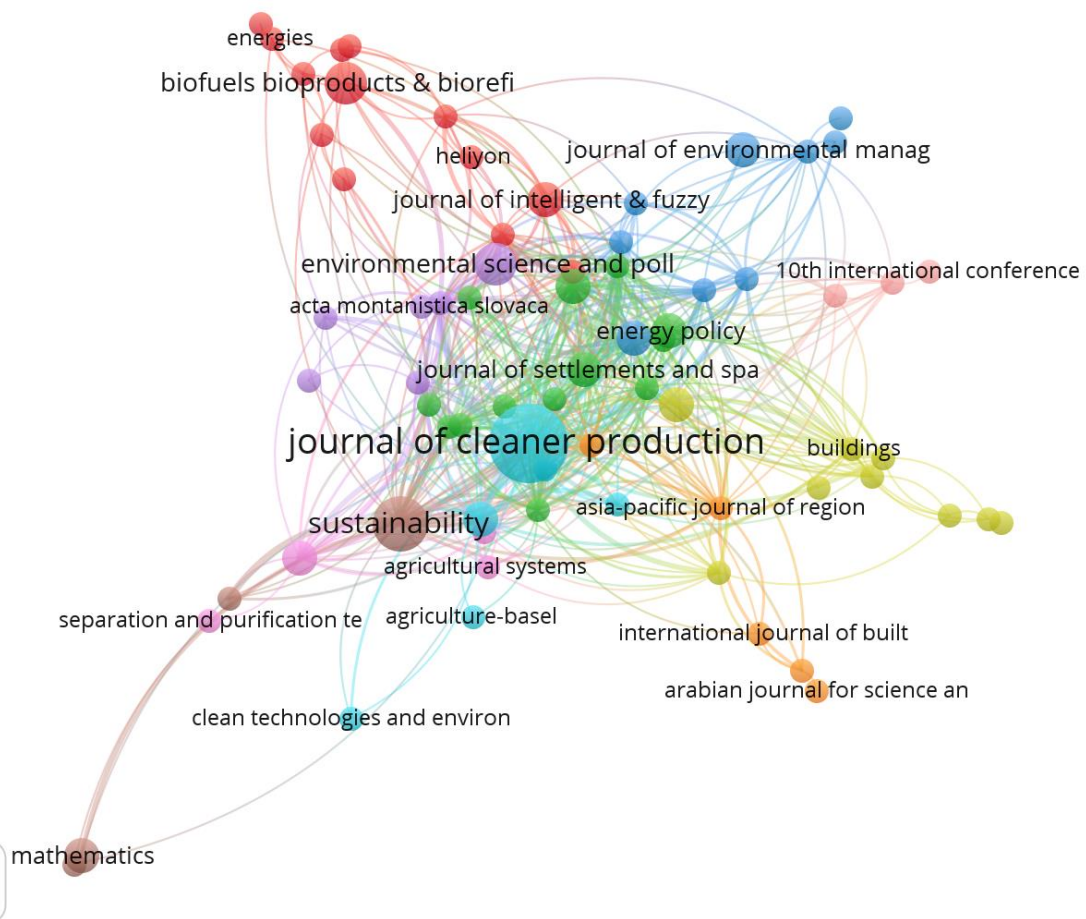 energies
biofuels bioproducts & biorefi
heliyon
journal of environmental manag
journal of intelligent & fuzzy
environmental science and poll
10th international conference
acta montanistica slovaca
energy policy
journal of settlements and spa
journal of cleaner production
buildings
asia-pacific journal of region
sustainability
agricultural systems
separation and purification te
agriculture-basel
international journal of built
arabian journal for science an
clean technologies and environ
mathematics